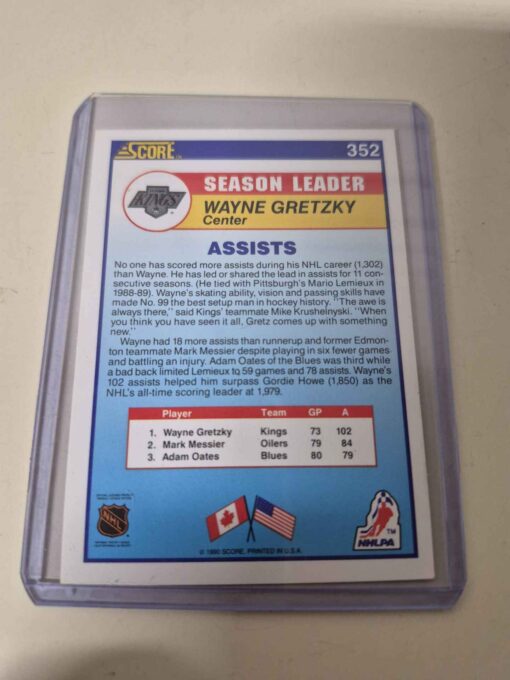 SCORE 352
KINGS
SEASON LEADER
WAYNE GRETZKY
Center
ASSISTS
No one has scored more assists during his NHL career (1,302)
than Wayne. He has led or shared the lead in assists for 11 con-
secutive seasons. (He tied with Pittsburgh's Mario Lemieux in
1988-89). Wayne's skating ability, vision and passing skills have
made No. 99 the best setup man in hockey history. "The awe is
always there," said Kings' teammate Mike Krushelnyski. "When
you think you have seen it all, Gretz comes up with something
new."
Wayne had 18 more assists than runnerup and former Edmon-
ton teammate Mark Messier despite playing in six fewer games
and battling an injury. Adam Oates of the Blues was third while
a bad back limited Lemieux to 59 games and 78 assists. Wayne's
102 assists helped him surpass Gordie Howe (1,850) as the
NHL's all-time scoring leader at 1,979.
Player Team GP A
1. Wayne Gretzky Kings 73 102
2. Mark Messier Oilers 79 84
3. Adam Oates Blues 80 79
NHL
NHLPA TM
© 1990 SCORE, PRINTED IN U.S.A.